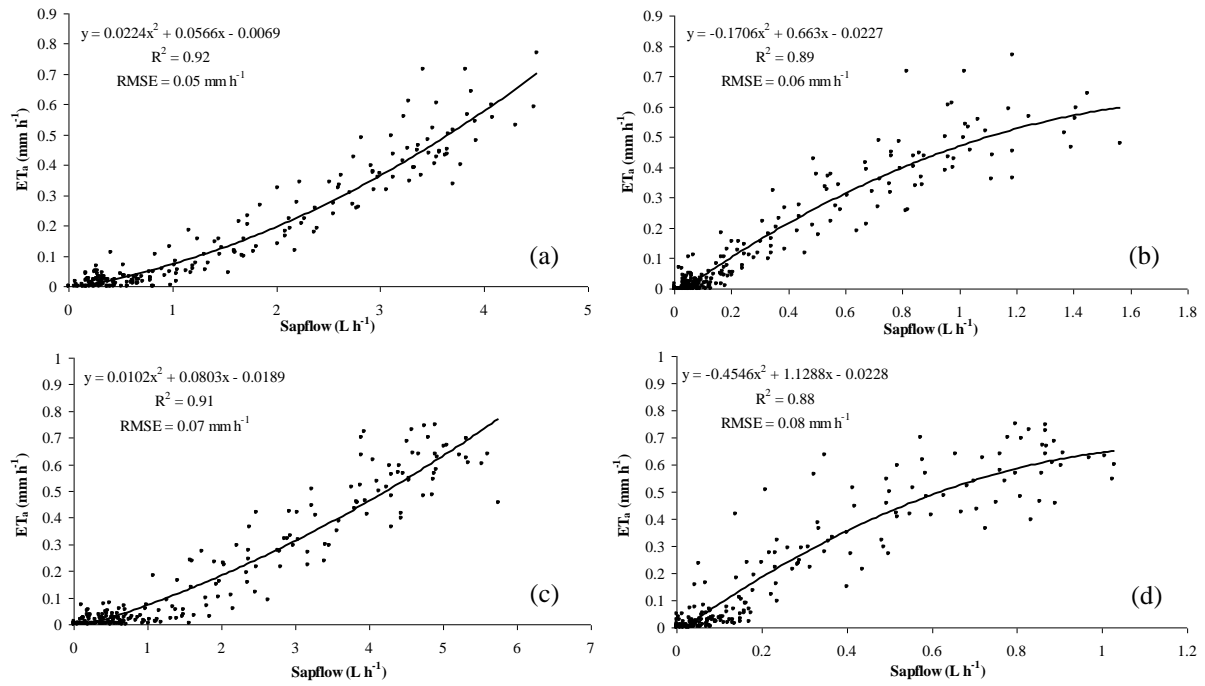 y = 0.0224x² + 0.0566x - 0.0069
R² = 0.92
RMSE = 0.05 mm h⁻¹
ETₐ (mm h⁻¹)
0.9
0.8
0.7
0.6
0.5
0.4
0.3
0.2
0.1
0
0 1 2 3 4 5
Sapflow (L h⁻¹)
(a)
y = -0.1706x² + 0.663x - 0.0227
R² = 0.89
RMSE = 0.06 mm h⁻¹
ETₐ (mm h⁻¹)
0.9
0.8
0.7
0.6
0.5
0.4
0.3
0.2
0.1
0
0 0.2 0.4 0.6 0.8 1 1.2 1.4 1.6 1.8
Sapflow (L h⁻¹)
(b)
y = 0.0102x² + 0.0803x - 0.0189
R² = 0.91
RMSE = 0.07 mm h⁻¹
ETₐ (mm h⁻¹)
1
0.9
0.8
0.7
0.6
0.5
0.4
0.3
0.2
0.1
0
0 1 2 3 4 5 6 7
Sapflow (L h⁻¹)
(c)
y = -0.4546x² + 1.1288x - 0.0228
R² = 0.88
RMSE = 0.08 mm h⁻¹
ETₐ (mm h⁻¹)
1
0.9
0.8
0.7
0.6
0.5
0.4
0.3
0.2
0.1
0
0 0.2 0.4 0.6 0.8 1 1.2
Sapflow (L h⁻¹)
(d)